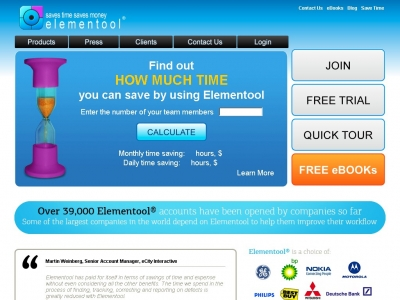 Contact Us eBooks Blog Save Time
saves time saves money
elementool®
Products Press Clients Contact Us Login
Find out
HOW MUCH TIME
you can save by using Elementool
Enter the number of your team members
CALCULATE
Monthly time saving: hours, $
Daily time saving: hours, $
Learn More
JOIN
FREE TRIAL
QUICK TOUR
FREE eBOOKs
Over 39,000 Elementool® accounts have been opened by companies so far
Some of the largest companies in the world depend on Elementool to help them improve their workflow
Martin Weinberg, Senior Account Manager, eCity Interactive
Elementool has paid for itself in terms of savings of time and expense
without even considering all the other benefits. The time we spend in the
process of finding, tracking, correcting and reporting on defects is
greatly reduced with Elementool.
Elementool® is a choice of
GE bp NOKIA MOTOROLA
PHILIPS BEST BUY Deutsche Bank